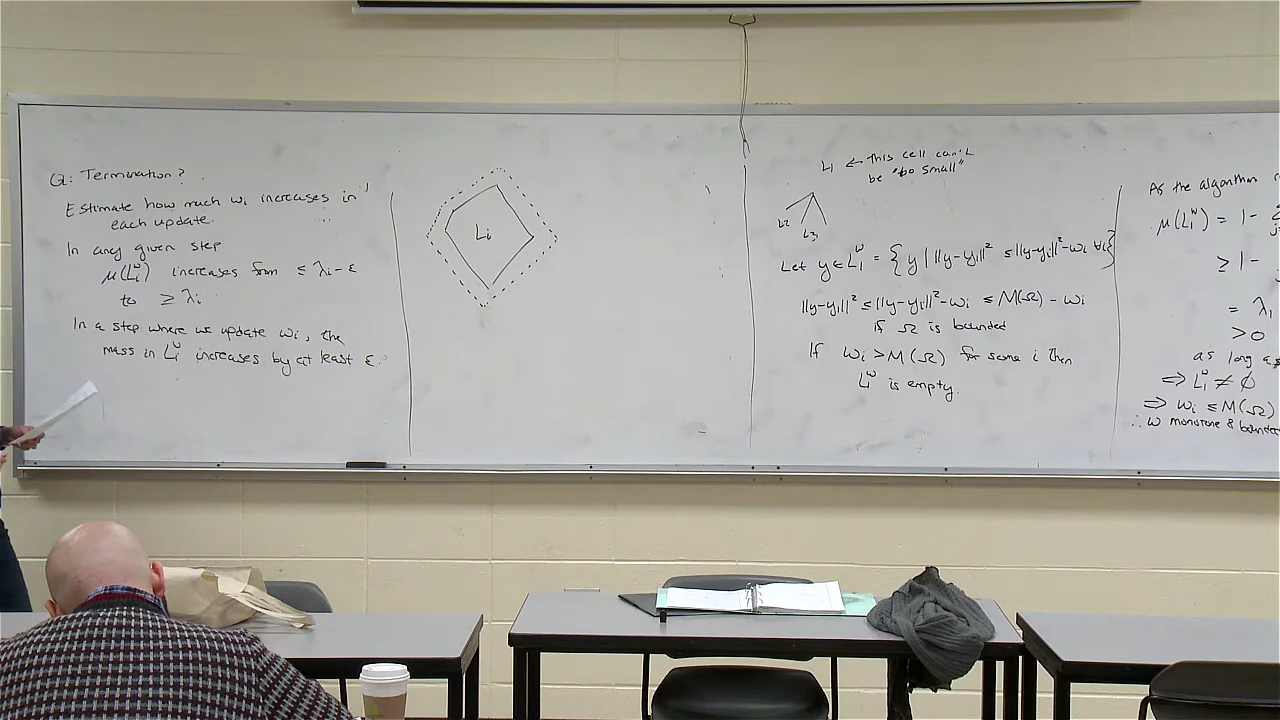 Q: Termination?
Estimate how much wi increases in
each update.
In any given step
μ(Liʷ) increases from ≤ λi-ε
to ≥ λi.
In a step where we update wi, the
mass in Liʷ increases by at least ε.
Li
L1 ← this cell can't
be "too small"
L2
L3
Let y∈L1ʷ = {y | ||y-y1||² ≤||y-yi||²-wi ∀i}
||y-y1||² ≤||y-yi||²-wi ≤ M(Ω) - wi
if Ω is bounded
If wi > M(Ω) for some i then
L1ʷ is empty.
As the algorithm
μ(L1ʷ) = 1-
≥ 1-
= λ1
>0
as long as
⇒ L1ʷ ≠ ∅
⇒ wi ≤ M(Ω)
∴ w monotone & bounded